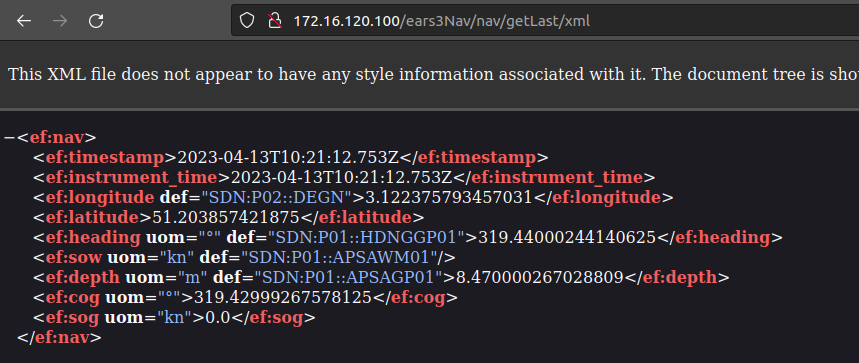 172.16.120.100/ears3Nav/nav/getLast/xml
This XML file does not appear to have any style information associated with it. The document tree is sho
−<ef:nav>
<ef:timestamp>2023-04-13T10:21:12.753Z</ef:timestamp>
<ef:instrument_time>2023-04-13T10:21:12.753Z</ef:instrument_time>
<ef:longitude def="SDN:P02::DEGN">3.122375793457031</ef:longitude>
<ef:latitude>51.203857421875</ef:latitude>
<ef:heading uom="°" def="SDN:P01::HDNGGP01">319.44000244140625</ef:heading>
<ef:sow uom="kn" def="SDN:P01::APSAWM01"/>
<ef:depth uom="m" def="SDN:P01::APSAGP01">8.470000267028809</ef:depth>
<ef:cog uom="°">319.42999267578125</ef:cog>
<ef:sog uom="kn">0.0</ef:sog>
</ef:nav>